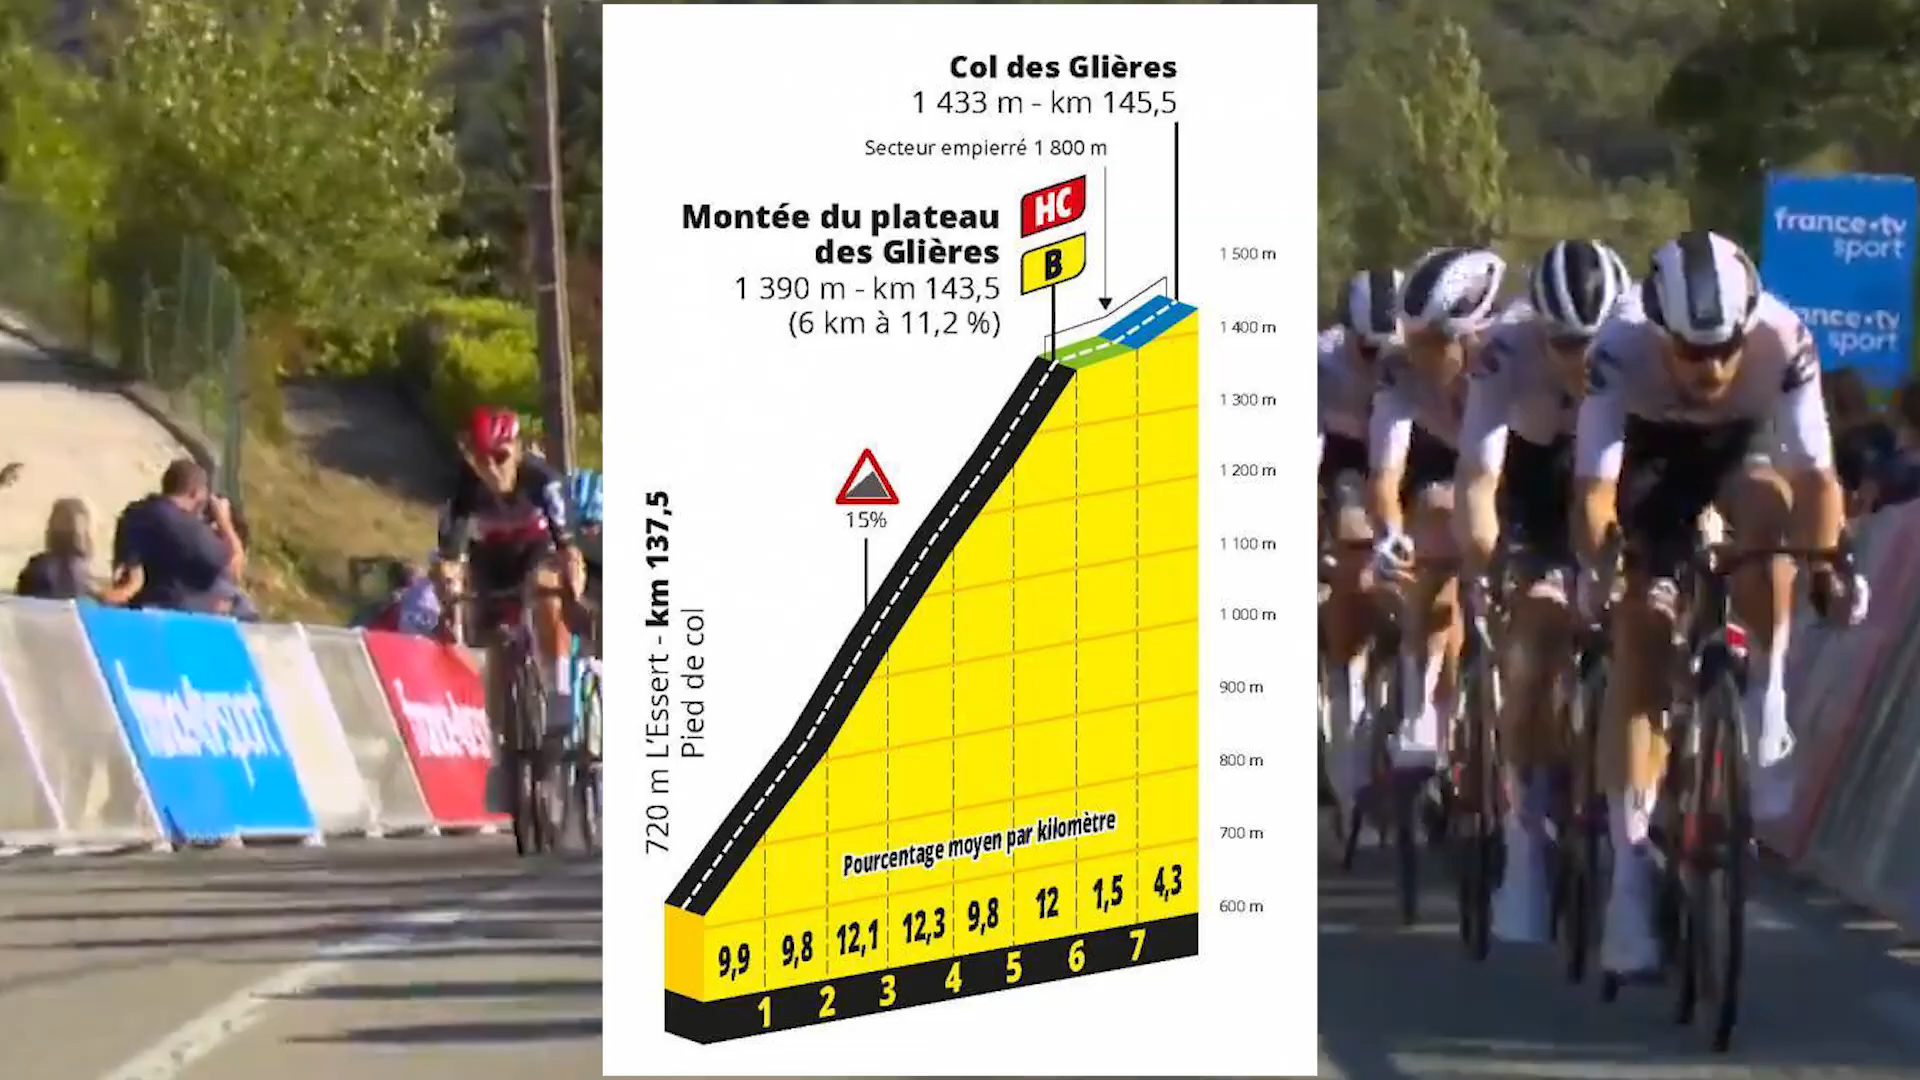 Col des Glières
1 433 m - km 145,5
Secteur empierré 1 800 m
HC
Montée du plateau
des Glières
B
1 390 m - km 143,5
(6 km à 11,2 %)
15%
720 m L'Essert - km 137,5
Pied de col
1 500 m
1 400 m
1 300 m
1 200 m
1 100 m
1 000 m
900 m
800 m
700 m
600 m
Pourcentage moyen par kilomètre
9,9 9,8 12,1 12,3 9,8 12 1,5 4,3
1 2 3 4 5 6 7
france•tv
sport
france•tv
sport